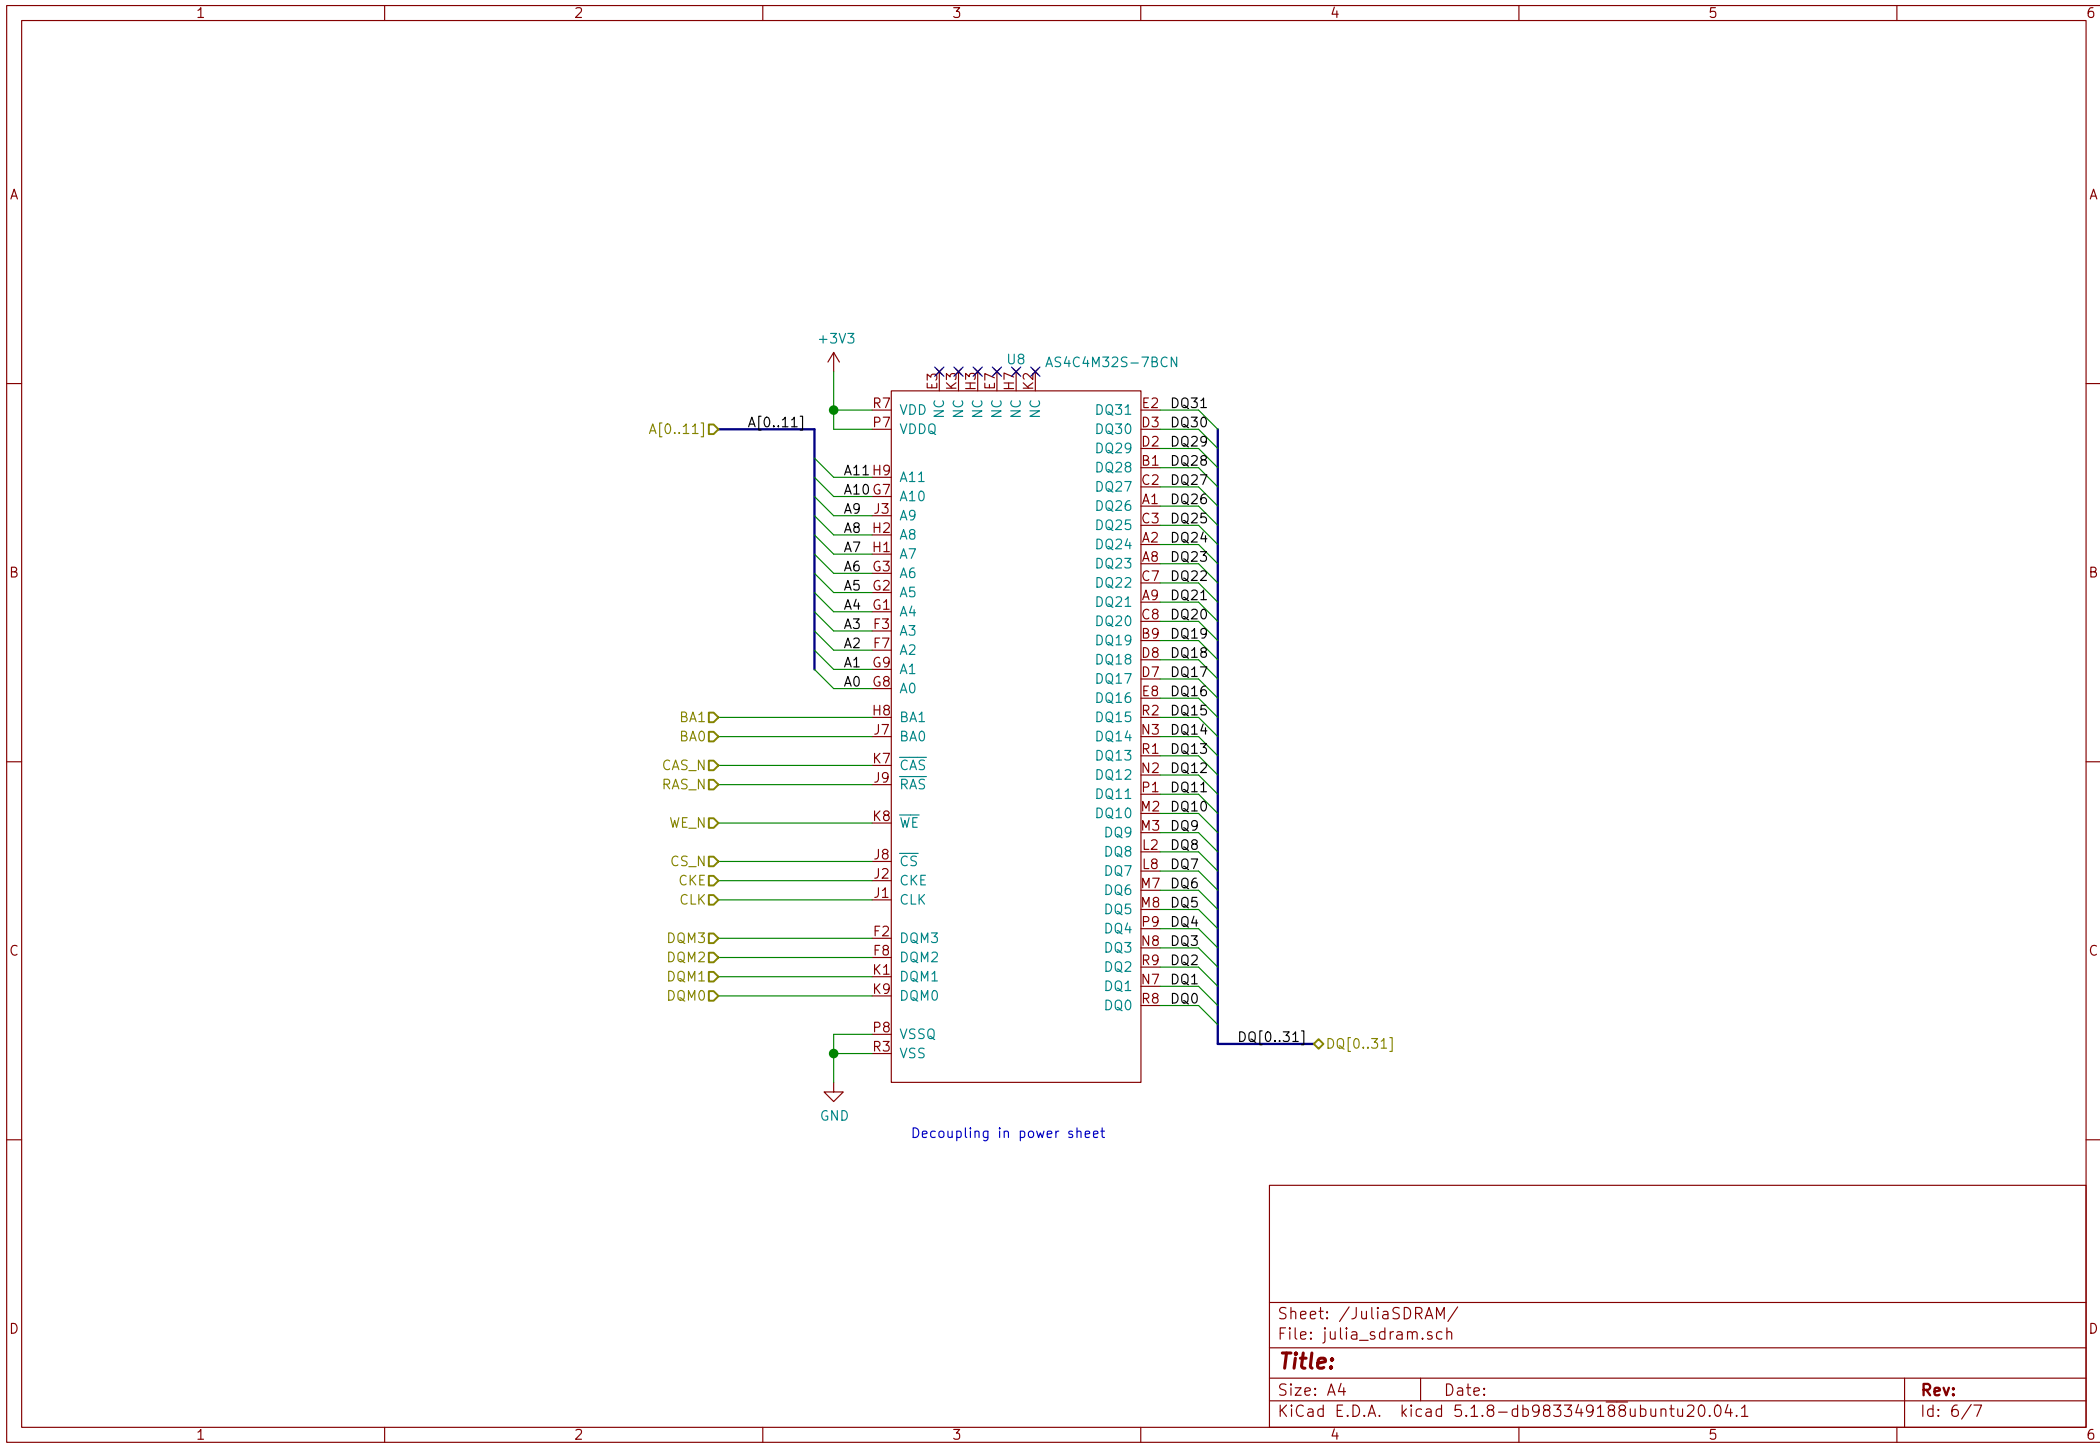 1 2 3 4 5 6
A A
B B
C C
D D
+3V3
U8 AS4C4M32S-7BCN
E3 K3 H3 E7 H7 K2
NC NC NC NC NC NC
A[0..11] A[0..11]
R7 VDD
P7 VDDQ
A11 H9 A11
A10 G7 A10
A9 J3 A9
A8 H2 A8
A7 H1 A7
A6 G3 A6
A5 G2 A5
A4 G1 A4
A3 F3 A3
A2 F7 A2
A1 G9 A1
A0 G8 A0
BA1 H8 BA1
BA0 J7 BA0
CAS_N K7 CAS
RAS_N J9 RAS
WE_N K8 WE
CS_N J8 CS
CKE J2 CKE
CLK J1 CLK
DQM3 F2 DQM3
DQM2 F8 DQM2
DQM1 K1 DQM1
DQM0 K9 DQM0
P8 VSSQ
R3 VSS
GND
DQ31 E2 DQ31
DQ30 D3 DQ30
DQ29 D2 DQ29
DQ28 B1 DQ28
DQ27 C2 DQ27
DQ26 A1 DQ26
DQ25 C3 DQ25
DQ24 A2 DQ24
DQ23 A8 DQ23
DQ22 C7 DQ22
DQ21 A9 DQ21
DQ20 C8 DQ20
DQ19 B9 DQ19
DQ18 D8 DQ18
DQ17 D7 DQ17
DQ16 E8 DQ16
DQ15 R2 DQ15
DQ14 N3 DQ14
DQ13 R1 DQ13
DQ12 N2 DQ12
DQ11 P1 DQ11
DQ10 M2 DQ10
DQ9 M3 DQ9
DQ8 L2 DQ8
DQ7 L8 DQ7
DQ6 M7 DQ6
DQ5 M8 DQ5
DQ4 P9 DQ4
DQ3 N8 DQ3
DQ2 R9 DQ2
DQ1 N7 DQ1
DQ0 R8 DQ0
DQ[0..31] DQ[0..31]
Decoupling in power sheet
Sheet: /JuliaSDRAM/
File: julia_sdram.sch
Title:
Size: A4 Date: Rev:
KiCad E.D.A. kicad 5.1.8-db983349188ubuntu20.04.1 Id: 6/7
1 2 3 4 5 6